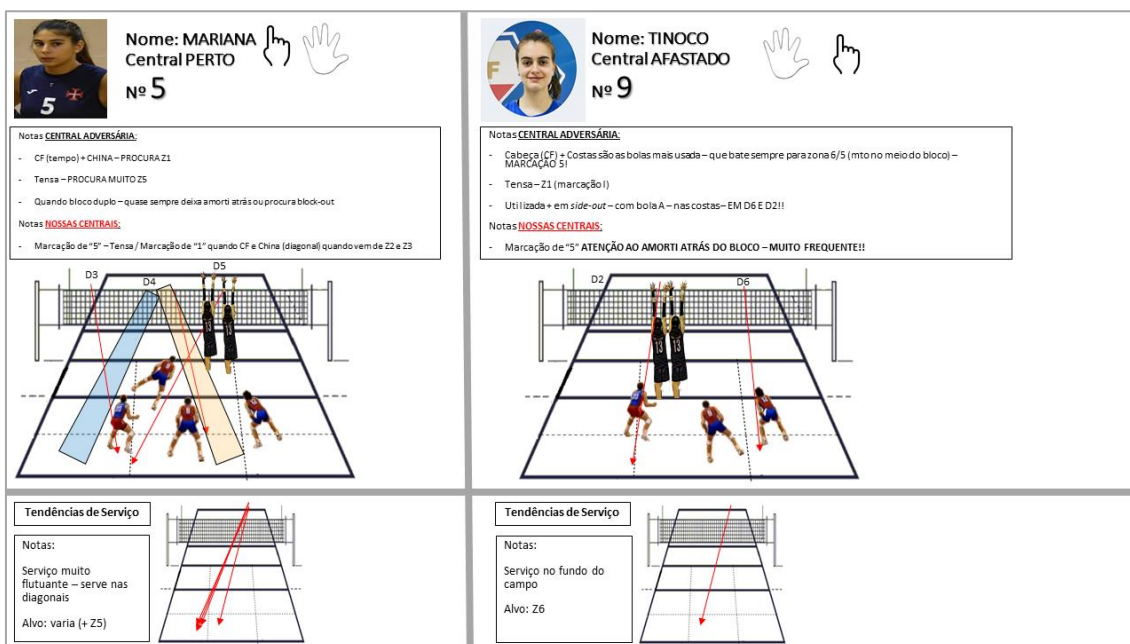 Nome: MARIANA
Central PERTO
Nº 5
5
Notas CENTRAL ADVERSÁRIA:
- CF (tempo) + CHINA – PROCURA Z1
- Tensa – PROCURA MUITO Z5
- Quando bloco duplo – quase sempre deixa amorti atrás ou procura block-out
Notas NOSSAS CENTRAIS:
- Marcação de “5” – Tensa / Marcação de “1” quando CF e China (diagonal) quando vem de Z2 e Z3
D3
D4
D5
13
13
Tendências de Serviço
Notas:
Serviço muito
flutuante – serve nas
diagonais
Alvo: varia (+ Z5)
Nome: TINOCO
Central AFASTADO
Nº 9
F
Notas CENTRAL ADVERSÁRIA:
- Cabeça (CF) + Costas são as bolas mais usada – que bate sempre para zona 6/5 (mto no meio do bloco) –
MARCAÇÃO 5!
- Tensa – Z1 (marcação I)
- Utilizada + em side-out – com bola A – nas costas – EM D6 E D2!!
Notas NOSSAS CENTRAIS:
- Marcação de “5” ATENÇÃO AO AMORTI ATRÁS DO BLOCO – MUITO FREQUENTE!!
D2
D6
13
13
Tendências de Serviço
Notas:
Serviço no fundo do
campo
Alvo: Z6